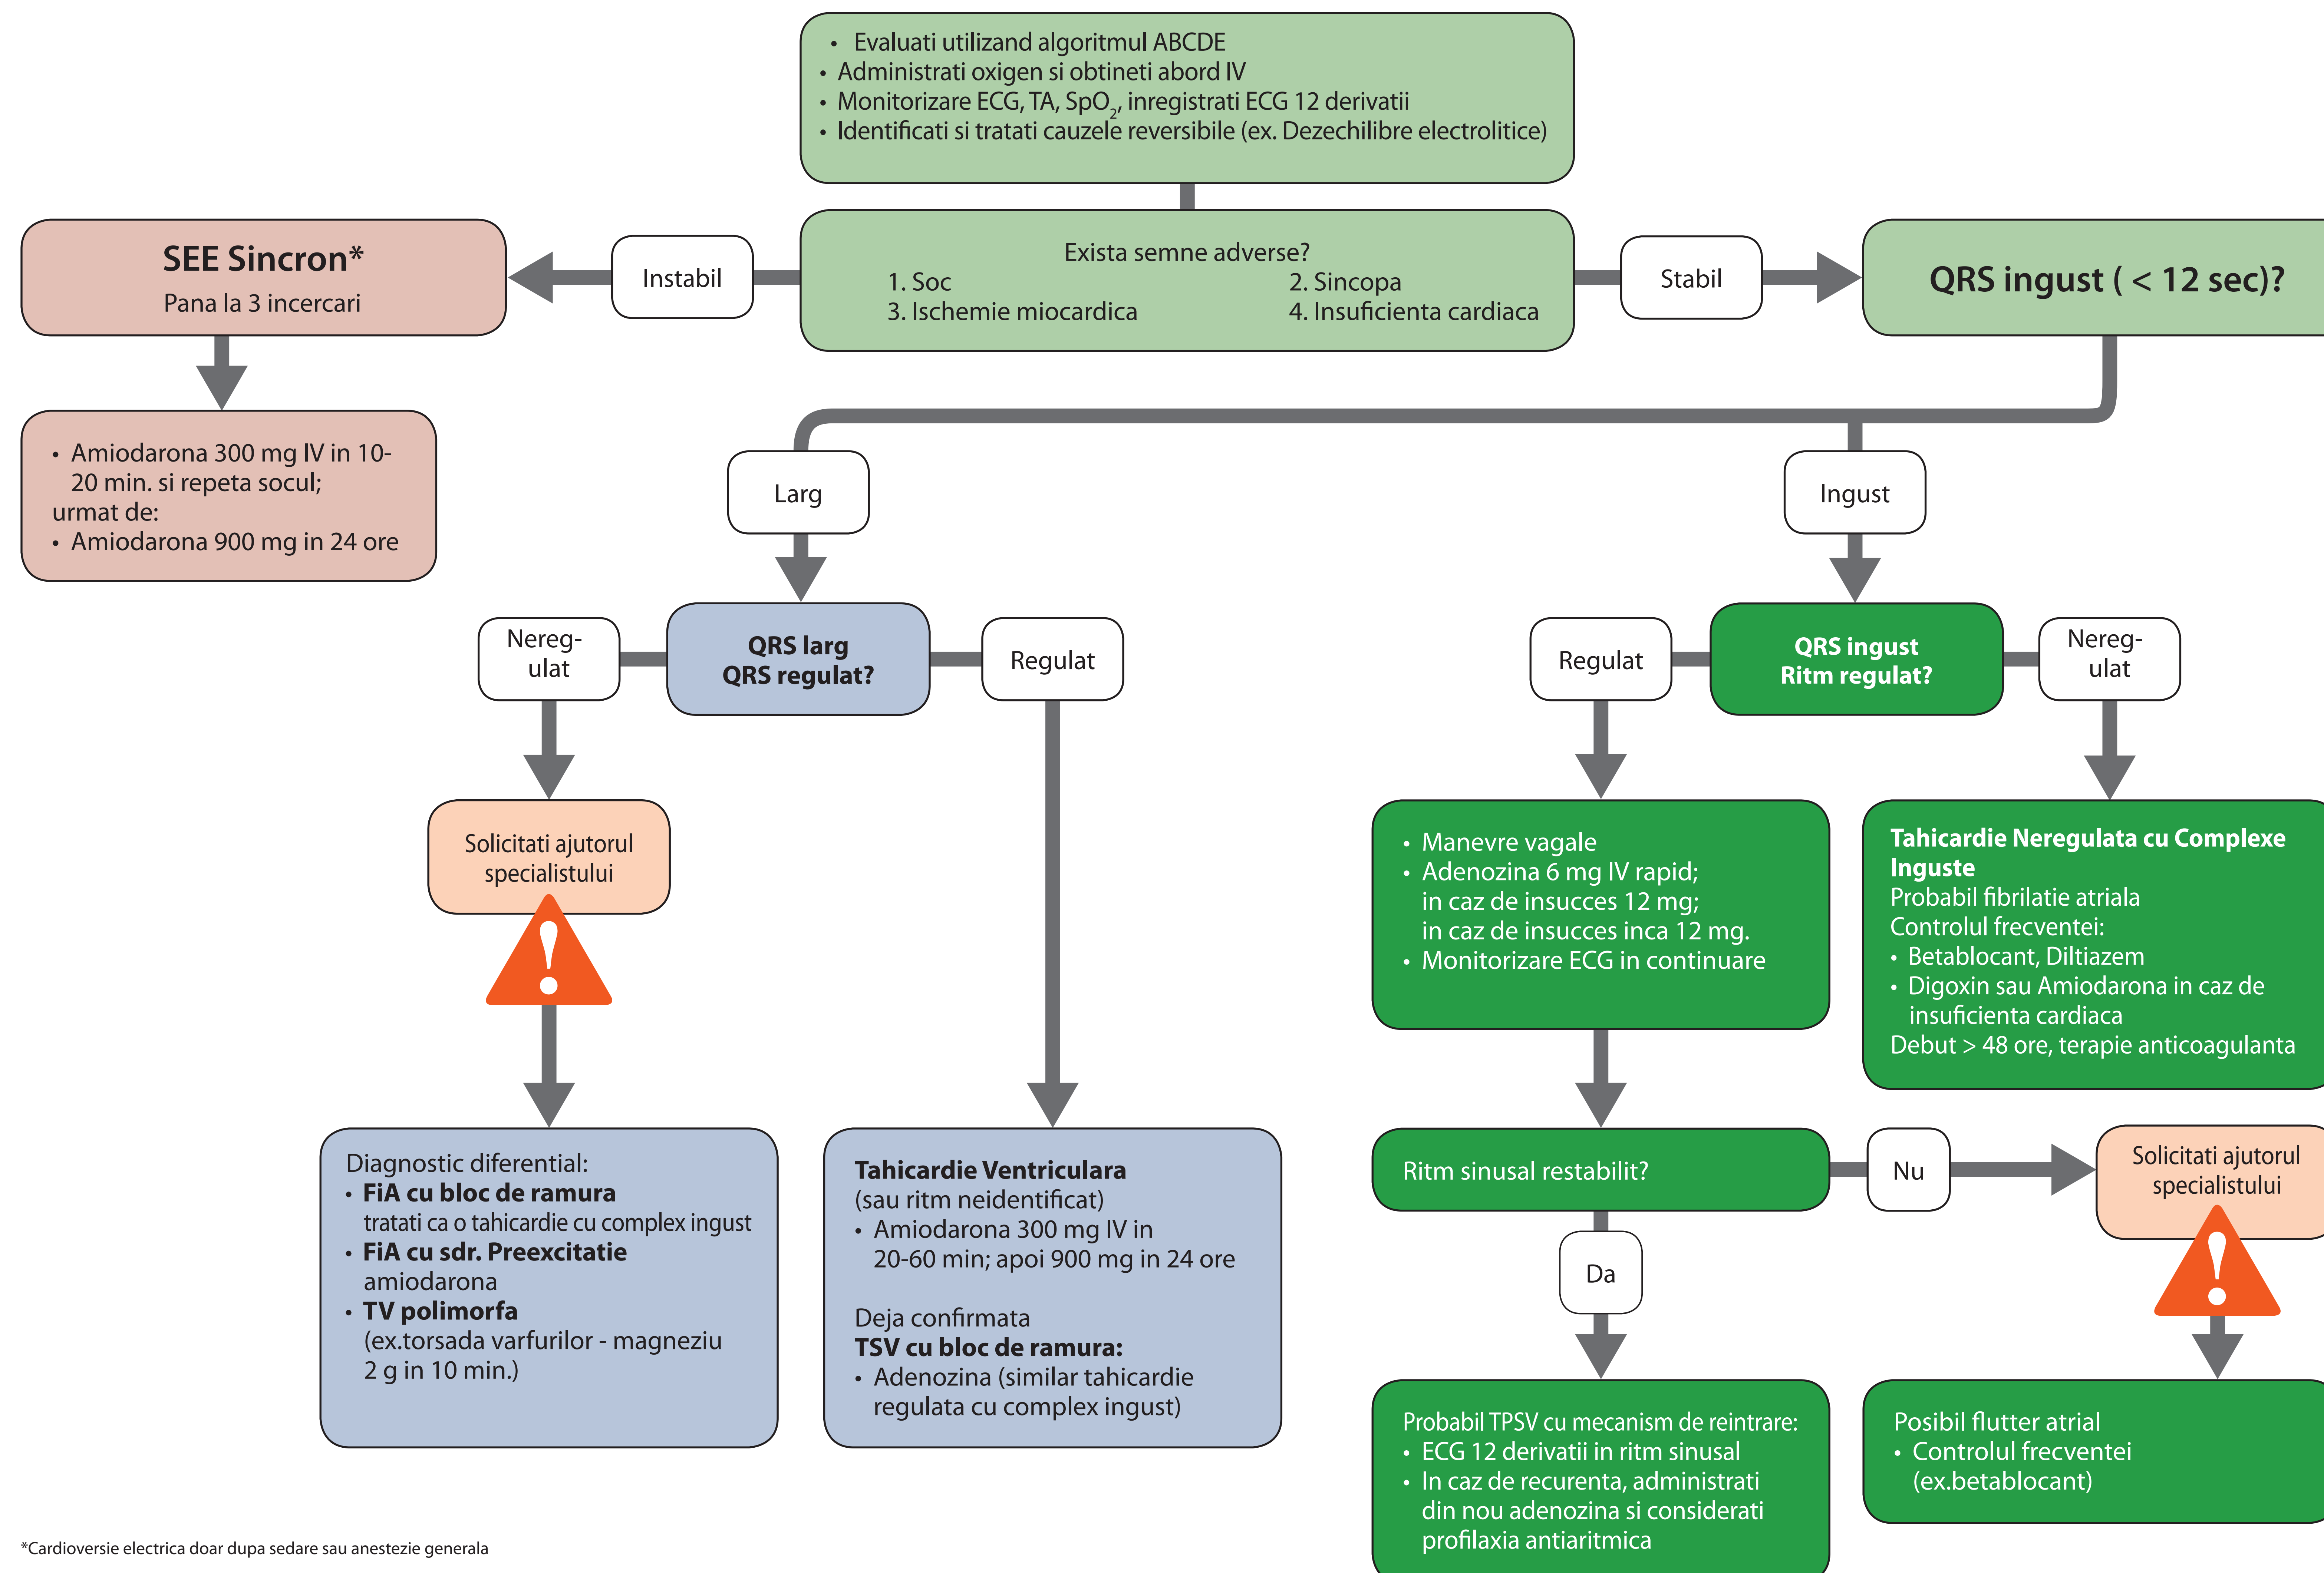 • Evaluati utilizand algoritmul ABCDE
• Administrati oxigen si obtineti abord IV
• Monitorizare ECG, TA, SpO₂, inregistrati ECG 12 derivatii
• Identificati si tratati cauzele reversibile (ex. Dezechilibre electrolitice)
SEE Sincron*
Pana la 3 incercari
Instabil
Exista semne adverse?
1. Soc 2. Sincopa
3. Ischemie miocardica 4. Insuficienta cardiaca
Stabil
QRS ingust ( < 12 sec)?
• Amiodarona 300 mg IV in 10-
20 min. si repeta socul;
urmat de:
• Amiodarona 900 mg in 24 ore
Larg
Ingust
Nereg-
ulat
QRS larg
QRS regulat?
Regulat
Regulat
QRS ingust
Ritm regulat?
Nereg-
ulat
Solicitati ajutorul
specialistului
!
• Manevre vagale
• Adenozina 6 mg IV rapid;
in caz de insucces 12 mg;
in caz de insucces inca 12 mg.
• Monitorizare ECG in continuare
Tahicardie Neregulata cu Complexe
Inguste
Probabil fibrilatie atriala
Controlul frecventei:
• Betablocant, Diltiazem
• Digoxin sau Amiodarona in caz de
insuficienta cardiaca
Debut > 48 ore, terapie anticoagulanta
Diagnostic diferential:
• FiA cu bloc de ramura
tratati ca o tahicardie cu complex ingust
• FiA cu sdr. Preexcitatie
amiodarona
• TV polimorfa
(ex.torsada varfurilor - magneziu
2 g in 10 min.)
Tahicardie Ventriculara
(sau ritm neidentificat)
• Amiodarona 300 mg IV in
20-60 min; apoi 900 mg in 24 ore
Deja confirmata
TSV cu bloc de ramura:
• Adenozina (similar tahicardie
regulata cu complex ingust)
Ritm sinusal restabilit?
Nu
Solicitati ajutorul
specialistului
!
Da
Probabil TPSV cu mecanism de reintrare:
• ECG 12 derivatii in ritm sinusal
• In caz de recurenta, administrati
din nou adenozina si considerati
profilaxia antiaritmica
Posibil flutter atrial
• Controlul frecventei
(ex.betablocant)
*Cardioversie electrica doar dupa sedare sau anestezie generala